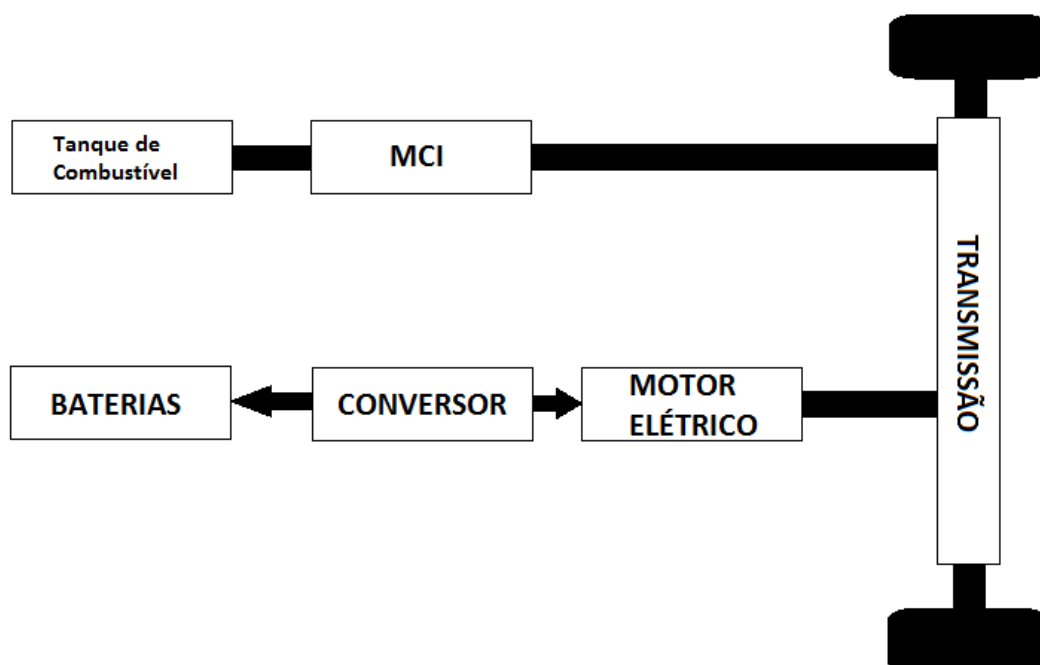 Tanque de
Combustível
MCI
TRANSMISSÃO
BATERIAS
CONVERSOR
MOTOR
ELÉTRICO